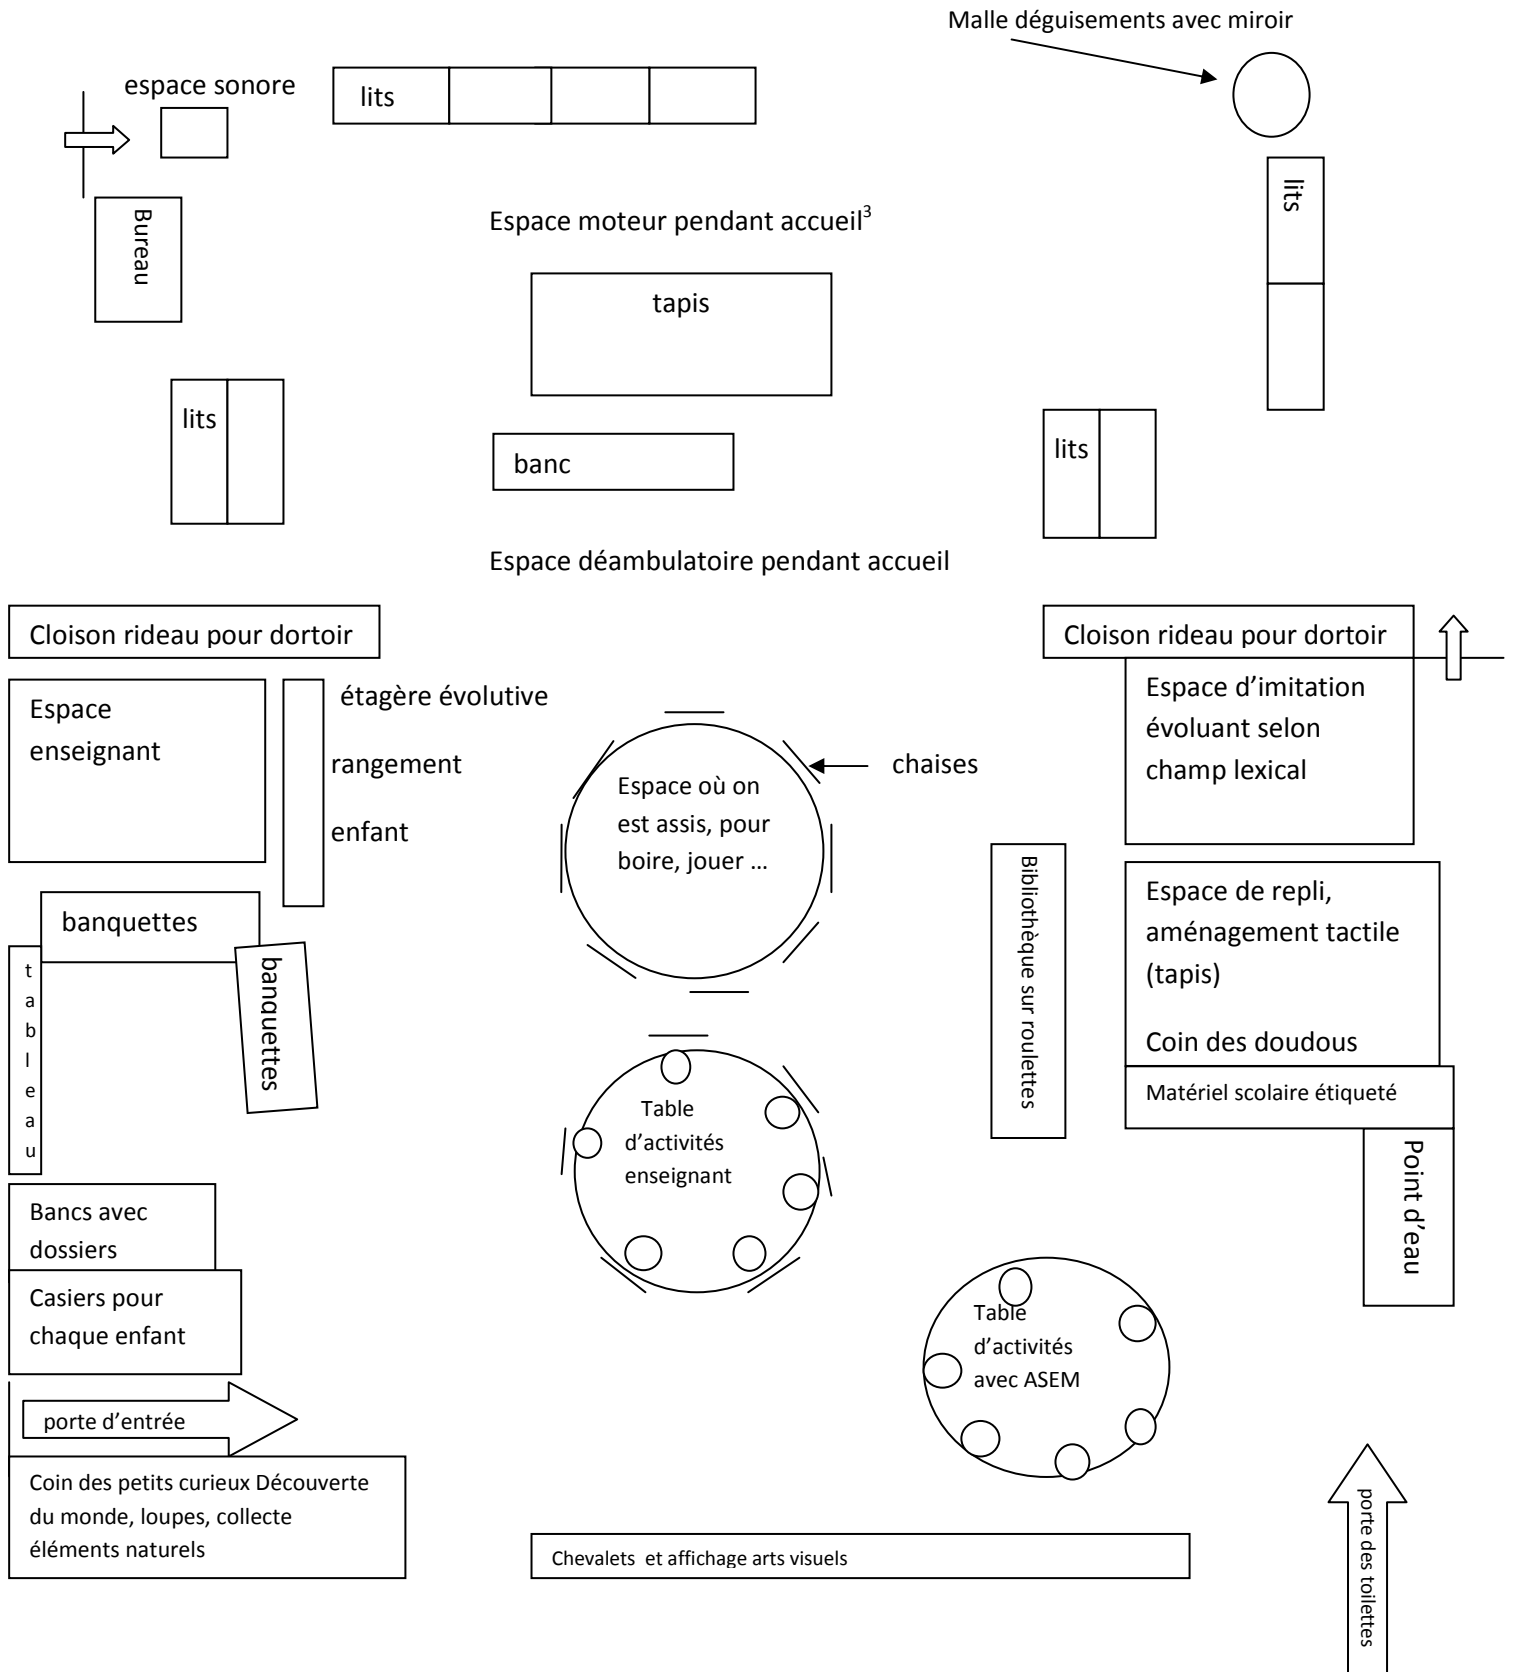 Malle déguisements avec miroir
espace sonore
lits
lits
Bureau
Espace moteur pendant accueil3
tapis
lits
lits
banc
Espace déambulatoire pendant accueil
Cloison rideau pour dortoir
Cloison rideau pour dortoir
Espace
enseignant
étagère évolutive
rangement
enfant
Espace où on
est assis, pour
boire, jouer ...
chaises
Espace d'imitation
évoluant selon
champ lexical
banquettes
banquettes
tableau
Bibliothèque sur roulettes
Espace de repli,
aménagement tactile
(tapis)
Coin des doudous
Matériel scolaire étiqueté
Point d'eau
Table
d'activités
enseignant
Bancs avec
dossiers
Casiers pour
chaque enfant
Table
d'activités
avec ASEM
porte d'entrée
Coin des petits curieux Découverte
du monde, loupes, collecte
éléments naturels
Chevalets et affichage arts visuels
porte des toilettes